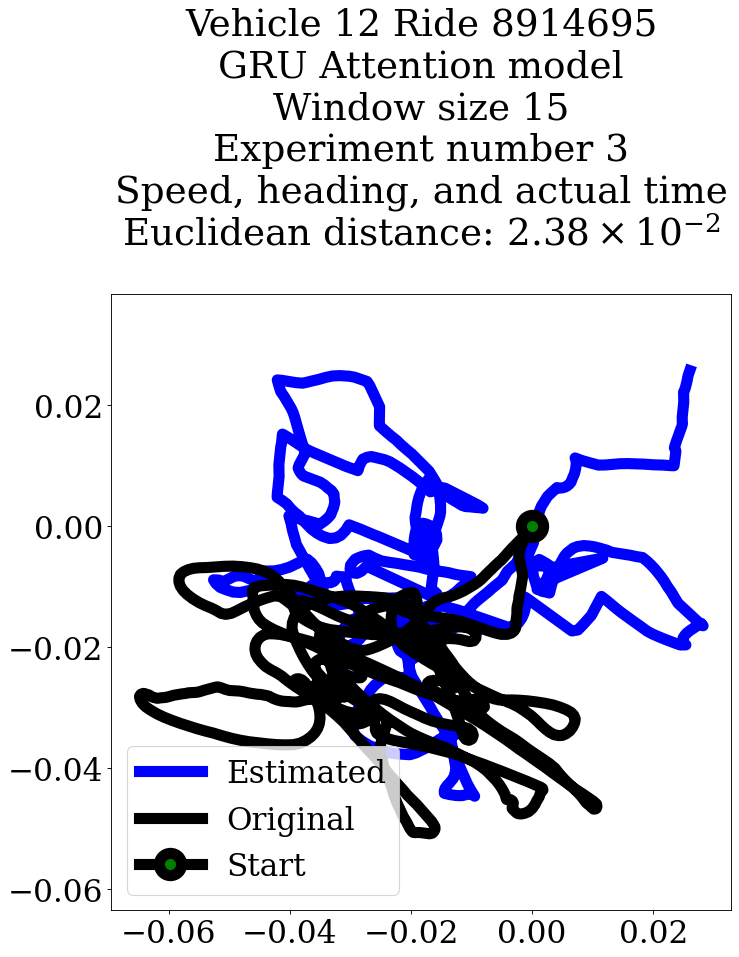 Vehicle 12 Ride 8914695
GRU Attention model
Window size 15
Experiment number 3
Speed, heading, and actual time
Euclidean distance: 2.38 × 10⁻²
0.02
0.00
−0.02
−0.04
−0.06
Estimated
Original
Start
−0.06 −0.04 −0.02 0.00 0.02